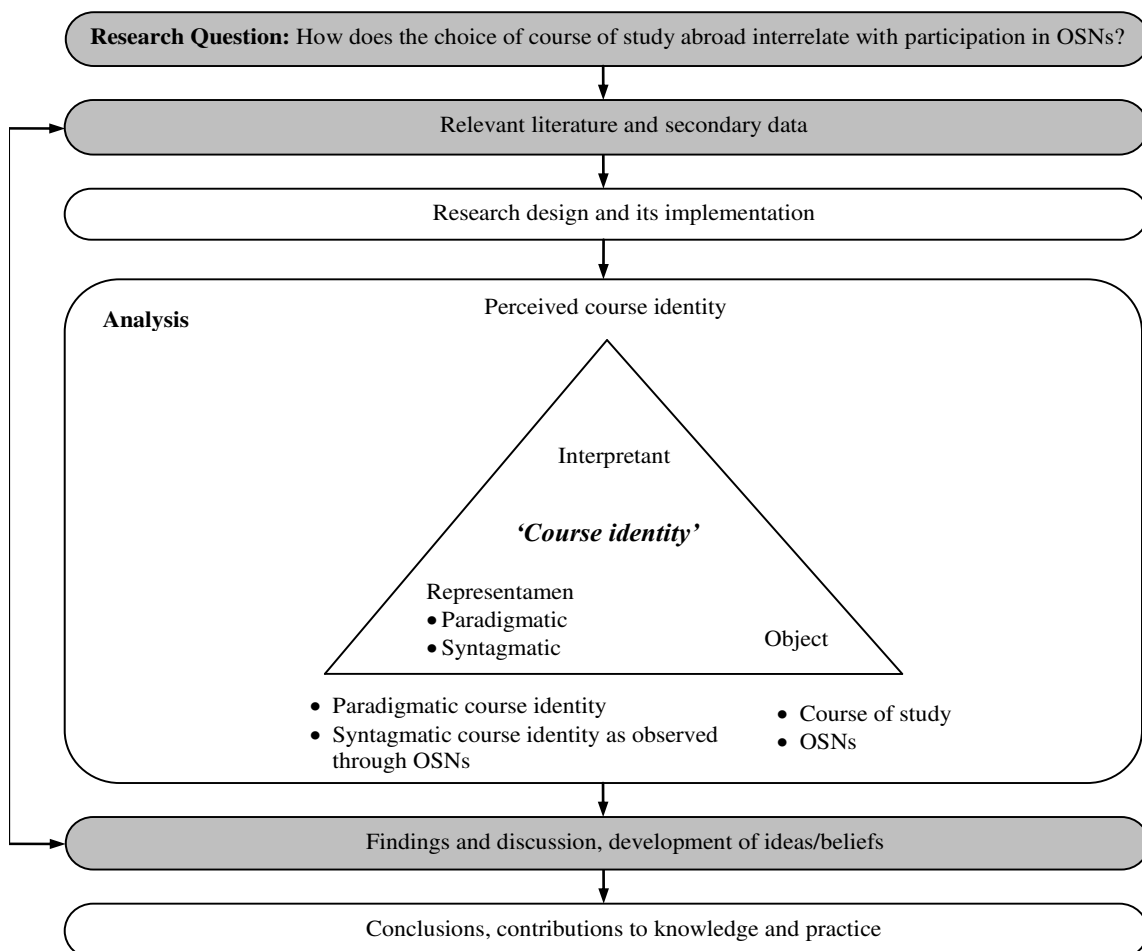 Research Question: How does the choice of course of study abroad interrelate with participation in OSNs?
Relevant literature and secondary data
Research design and its implementation
Analysis
Perceived course identity
Interpretant
‘Course identity’
Representamen
• Paradigmatic
• Syntagmatic
Object
• Paradigmatic course identity
• Syntagmatic course identity as observed
through OSNs
• Course of study
• OSNs
Findings and discussion, development of ideas/beliefs
Conclusions, contributions to knowledge and practice